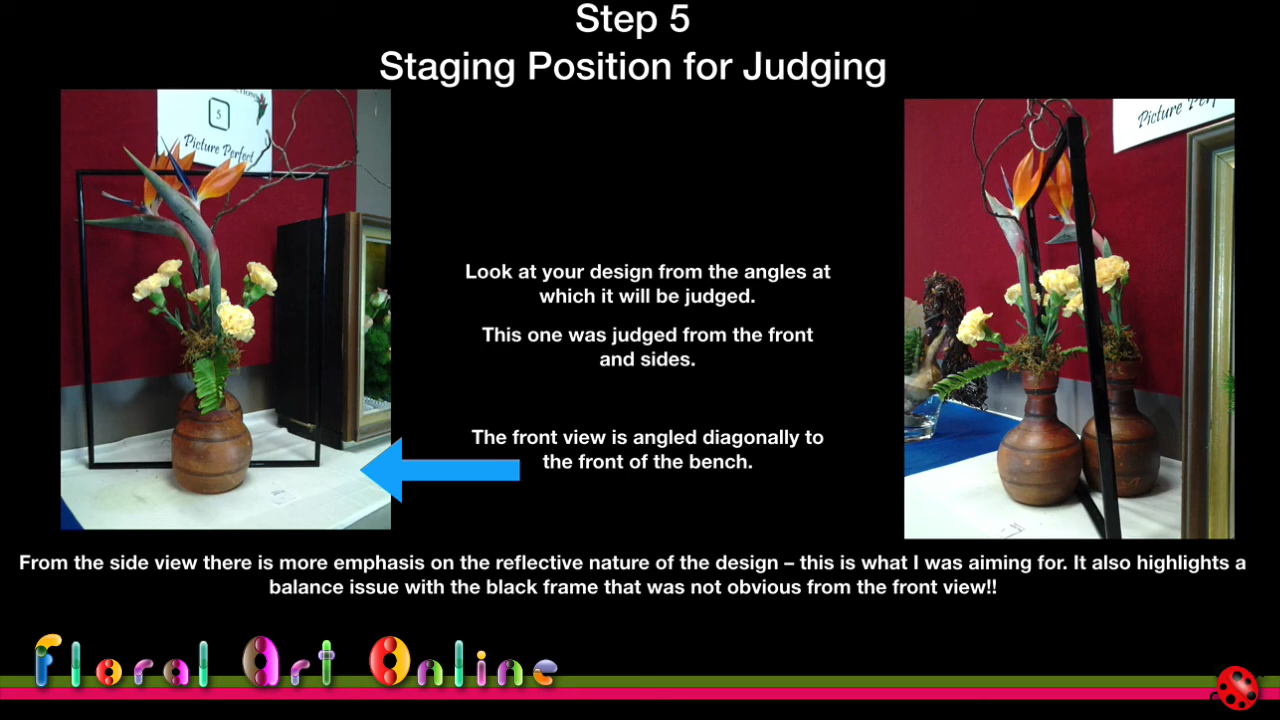 Step 5
Staging Position for Judging
5
Picture Perfect
Picture
Look at your design from the angles at
which it will be judged.
This one was judged from the front
and sides.
The front view is angled diagonally to
the front of the bench.
From the side view there is more emphasis on the reflective nature of the design – this is what I was aiming for. It also highlights a
balance issue with the black frame that was not obvious from the front view!!
Floral Art Online